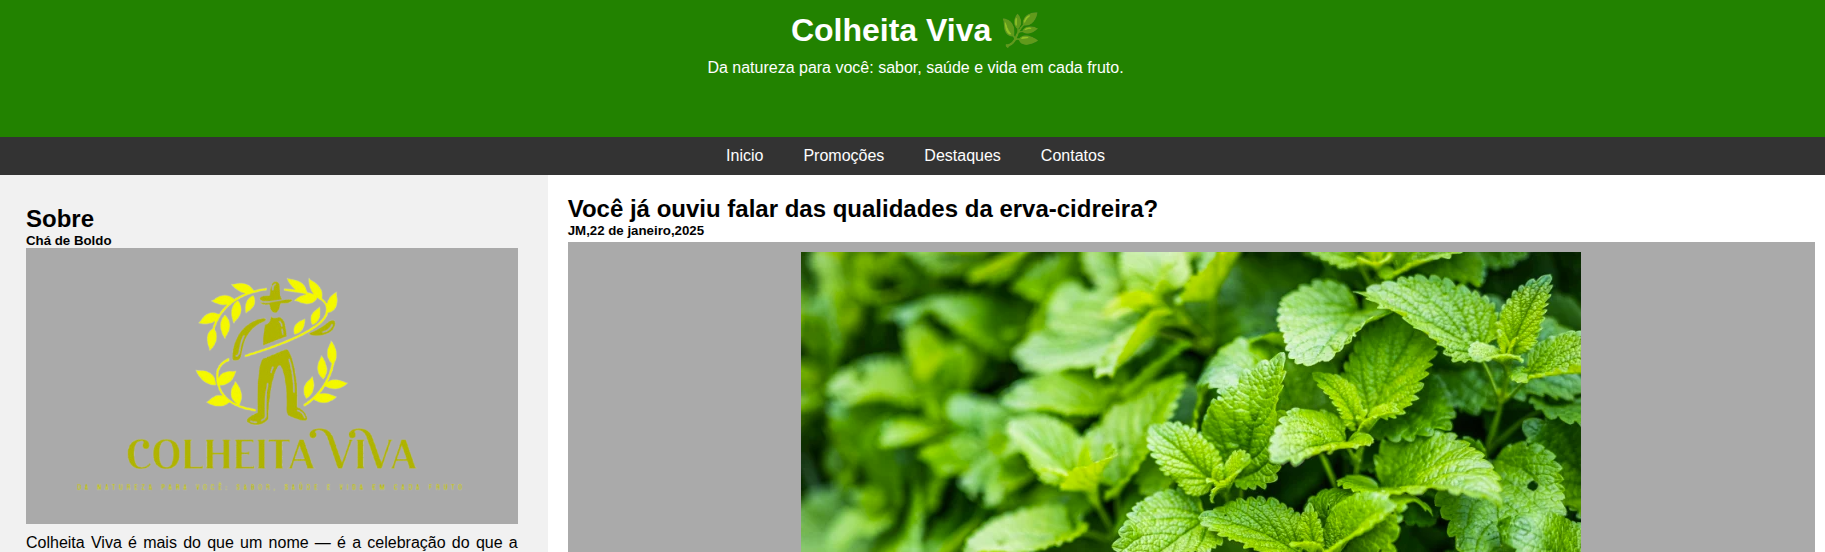 Colheita Viva
Da natureza para você: sabor, saúde e vida em cada fruto.
Inicio Promoções Destaques Contatos
Sobre
Chá de Boldo
COLHEITA VIVA
DA NATUREZA PARA VOCÊ: SABOR, SAÚDE E VIDA EM CADA FRUTO
Colheita Viva é mais do que um nome — é a celebração do que a
Você já ouviu falar das qualidades da erva-cidreira?
JM,22 de janeiro,2025